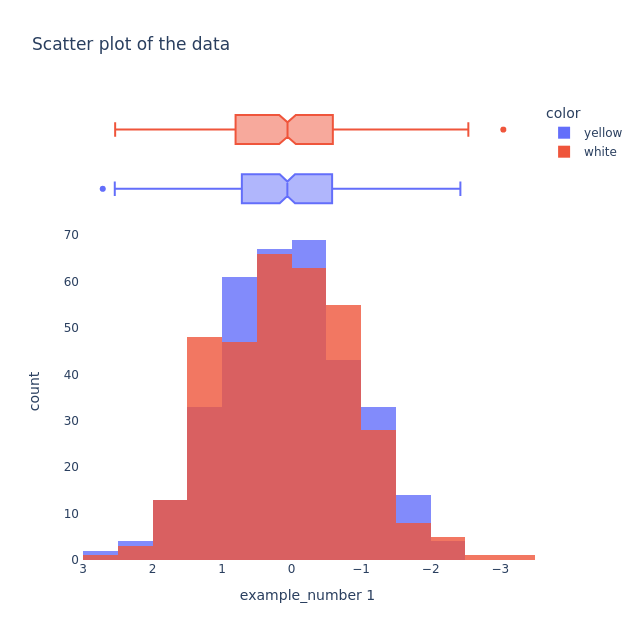 Scatter plot of the data
color
yellow
white
70
60
50
40
30
20
10
0
count
3 2 1 0 −1 −2 −3
example_number 1